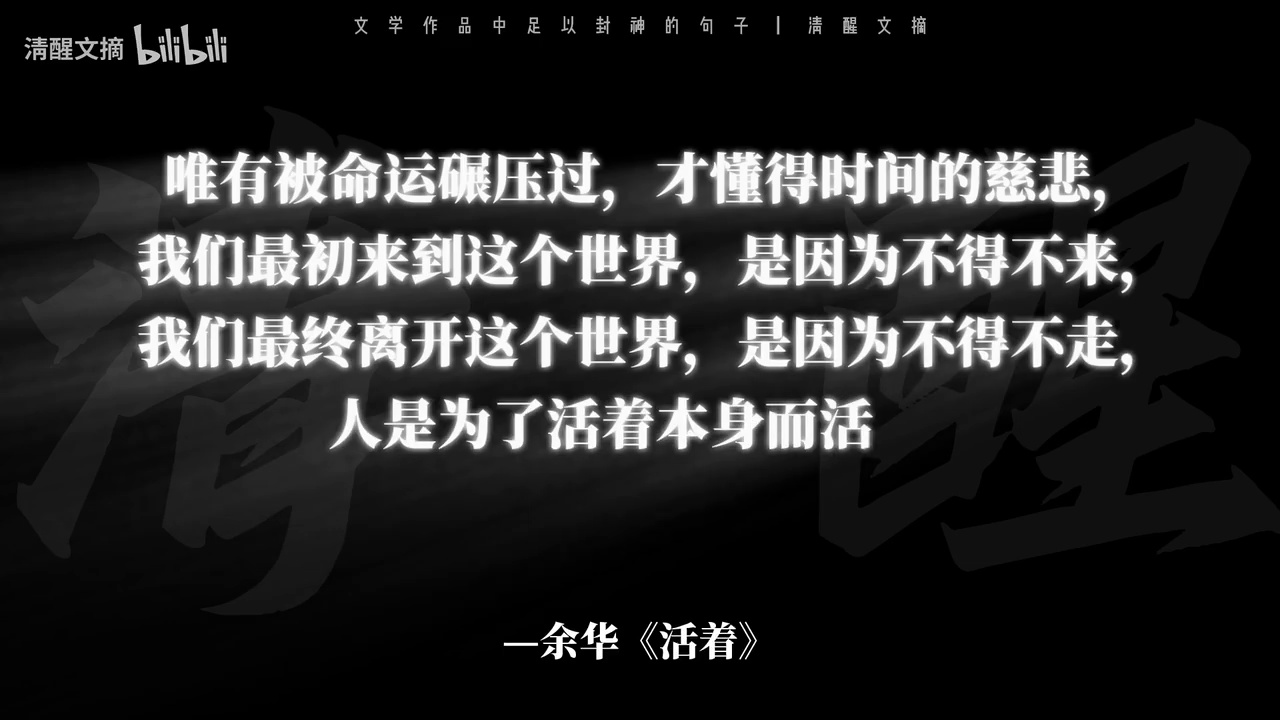 文学作品中足以封神的句子 | 清醒文摘
清醒文摘 bilibili
清醒
唯有被命运碾压过，才懂得时间的慈悲，
我们最初来到这个世界，是因为不得不来，
我们最终离开这个世界，是因为不得不走，
人是为了活着本身而活
—余华《活着》